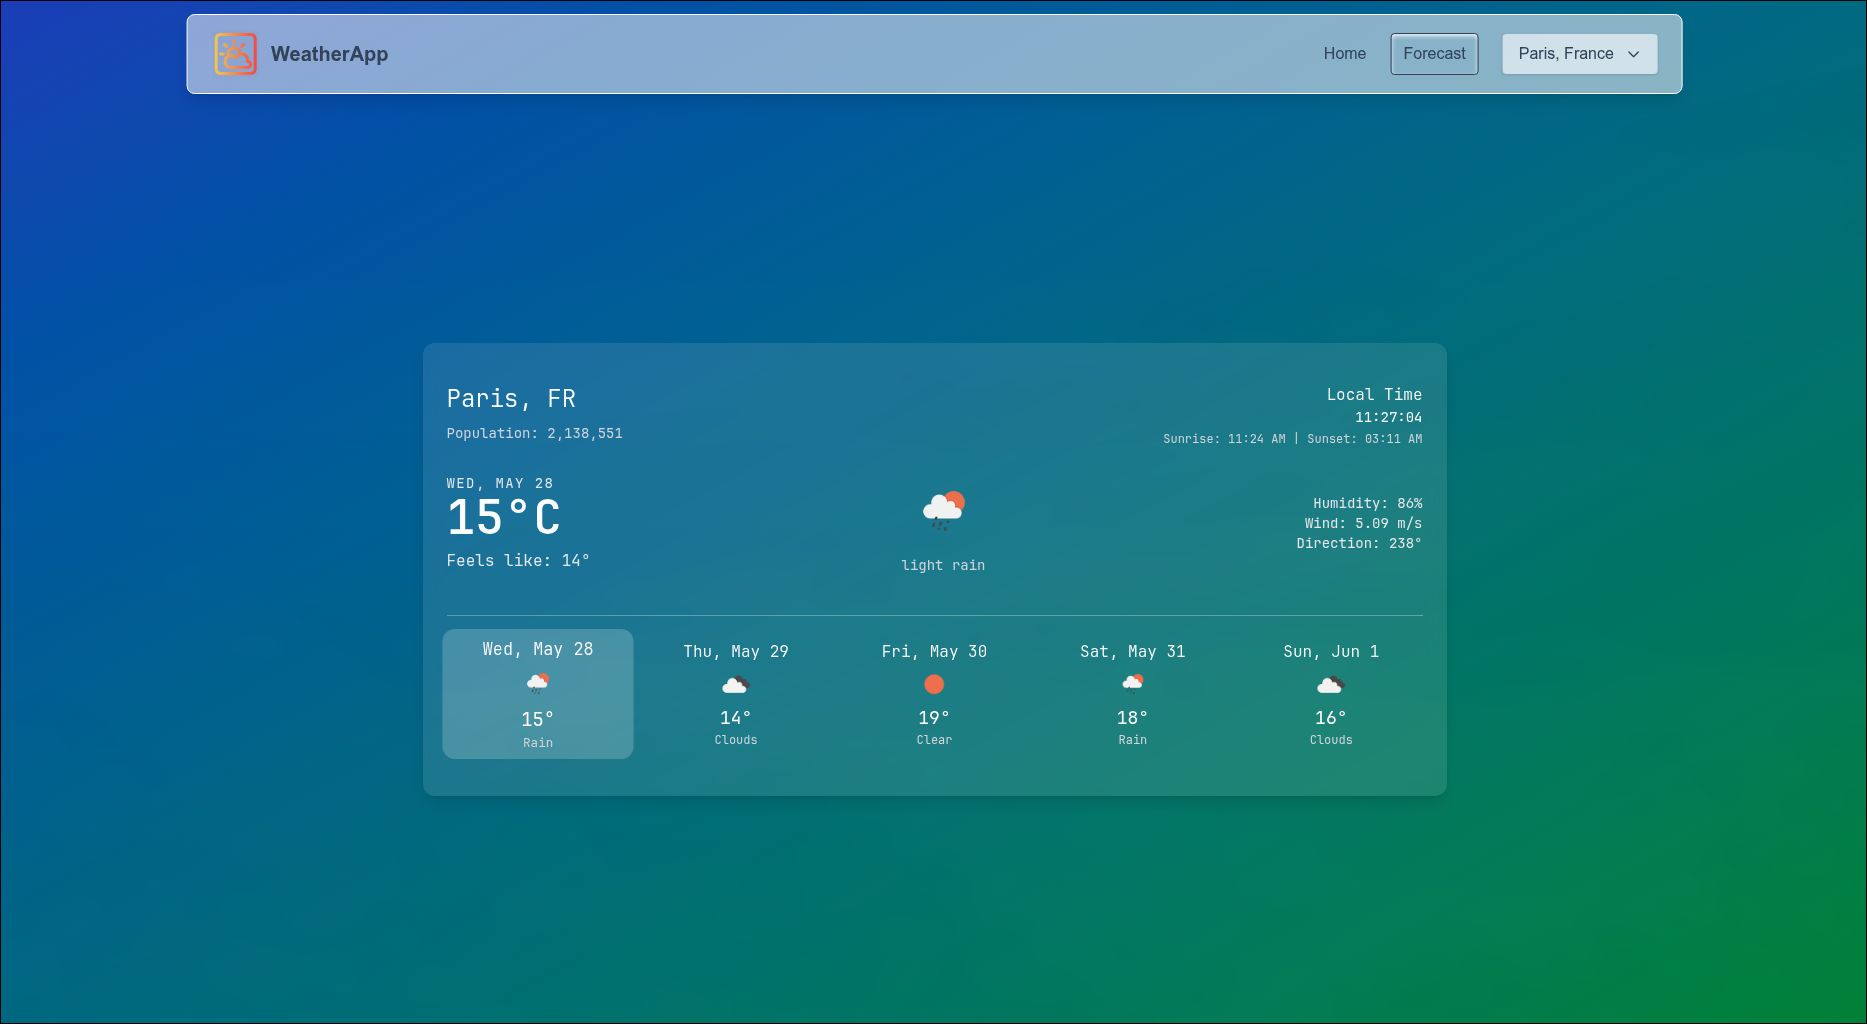 WeatherApp
Home
Forecast
Paris, France
Paris, FR
Population: 2,138,551
Local Time
11:27:04
Sunrise: 11:24 AM | Sunset: 03:11 AM
WED, MAY 28
15°C
Feels like: 14°
light rain
Humidity: 86%
Wind: 5.09 m/s
Direction: 238°
Wed, May 28
15°
Rain
Thu, May 29
14°
Clouds
Fri, May 30
19°
Clear
Sat, May 31
18°
Rain
Sun, Jun 1
16°
Clouds